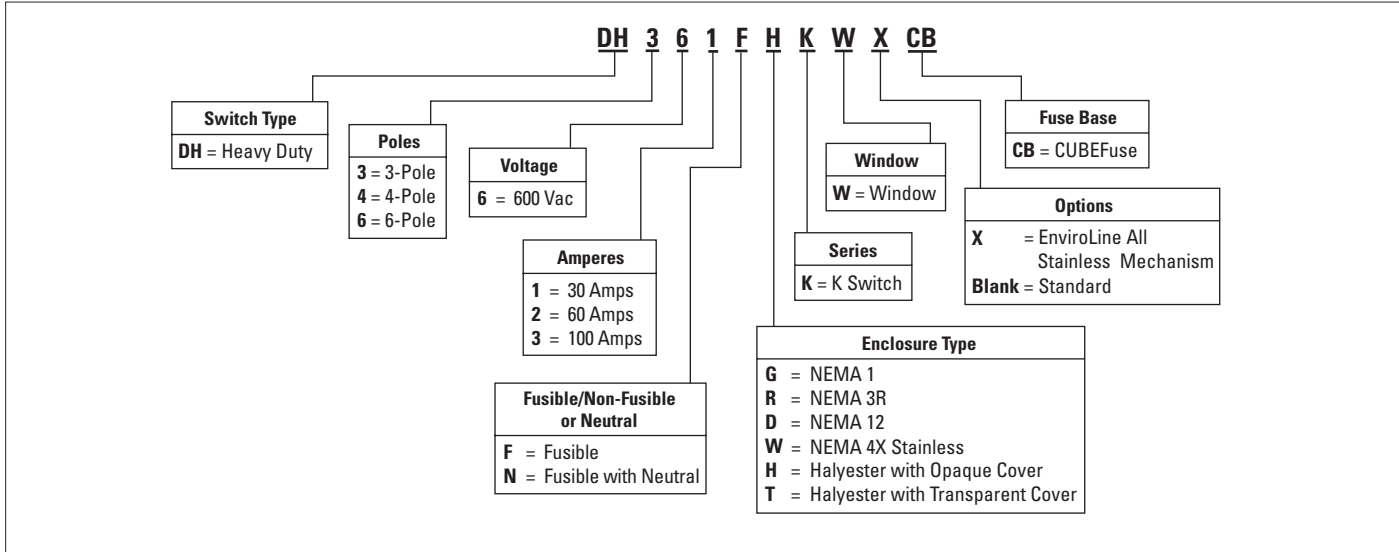 DH 3 6 1 F H K W X CB
Switch Type
DH = Heavy Duty
Poles
3 = 3-Pole
4 = 4-Pole
6 = 6-Pole
Voltage
6 = 600 Vac
Amperes
1 = 30 Amps
2 = 60 Amps
3 = 100 Amps
Fusible/Non-Fusible
or Neutral
F = Fusible
N = Fusible with Neutral
Enclosure Type
G = NEMA 1
R = NEMA 3R
D = NEMA 12
W = NEMA 4X Stainless
H = Halyester with Opaque Cover
T = Halyester with Transparent Cover
Series
K = K Switch
Window
W = Window
Options
X = EnviroLine All
Stainless Mechanism
Blank = Standard
Fuse Base
CB = CUBEFuse